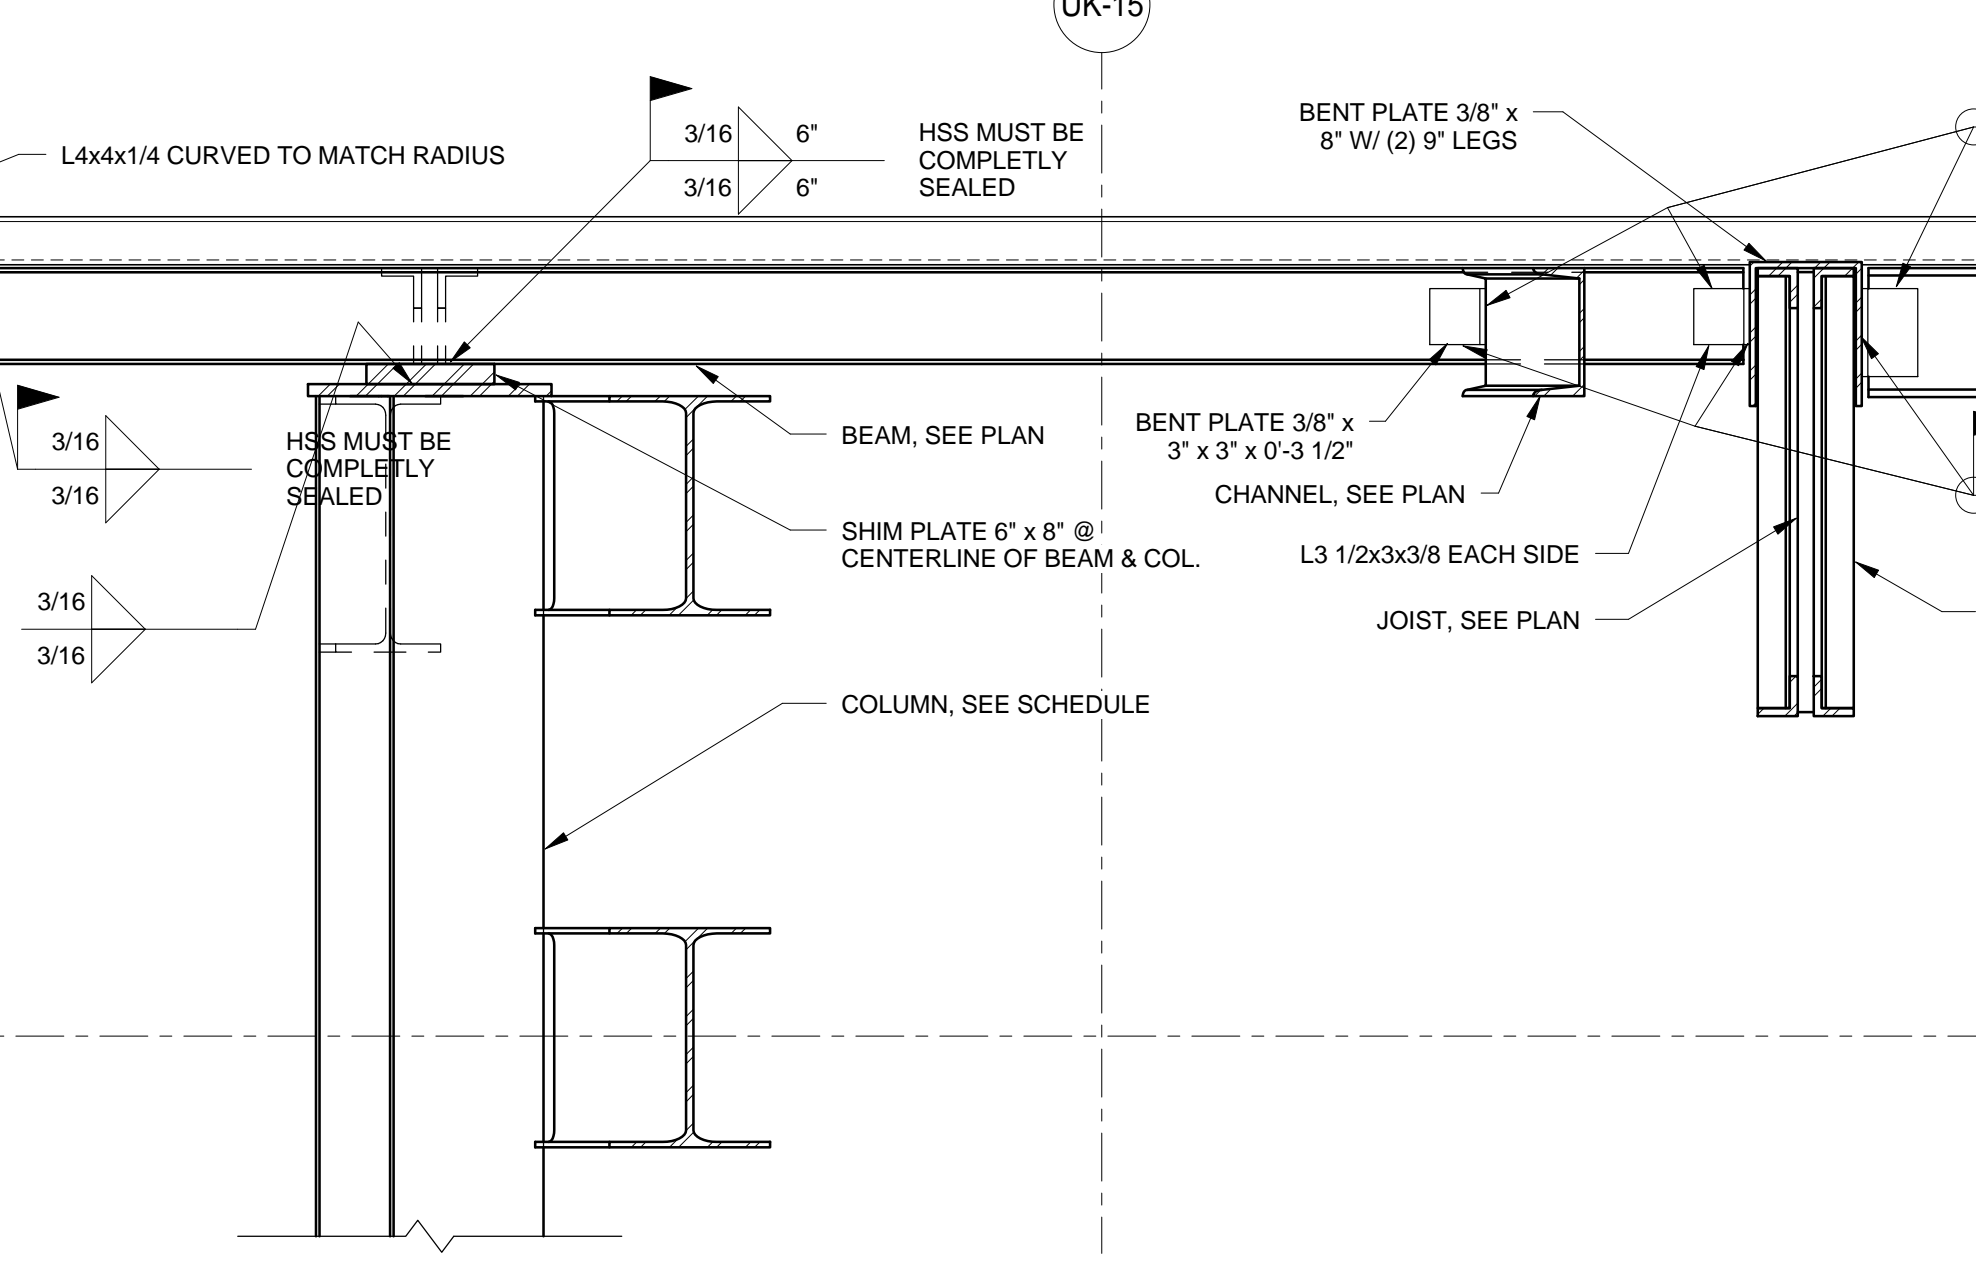 UK-15
L4x4x1/4 CURVED TO MATCH RADIUS
3/16 6"
3/16 6"
HSS MUST BE
COMPLETLY
SEALED
BENT PLATE 3/8" x
8" W/ (2) 9" LEGS
3/16
3/16
HSS MUST BE
COMPLETLY
SEALED
3/16
3/16
BEAM, SEE PLAN
SHIM PLATE 6" x 8" @
CENTERLINE OF BEAM & COL.
COLUMN, SEE SCHEDULE
BENT PLATE 3/8" x
3" x 3" x 0'-3 1/2"
CHANNEL, SEE PLAN
L3 1/2x3x3/8 EACH SIDE
JOIST, SEE PLAN